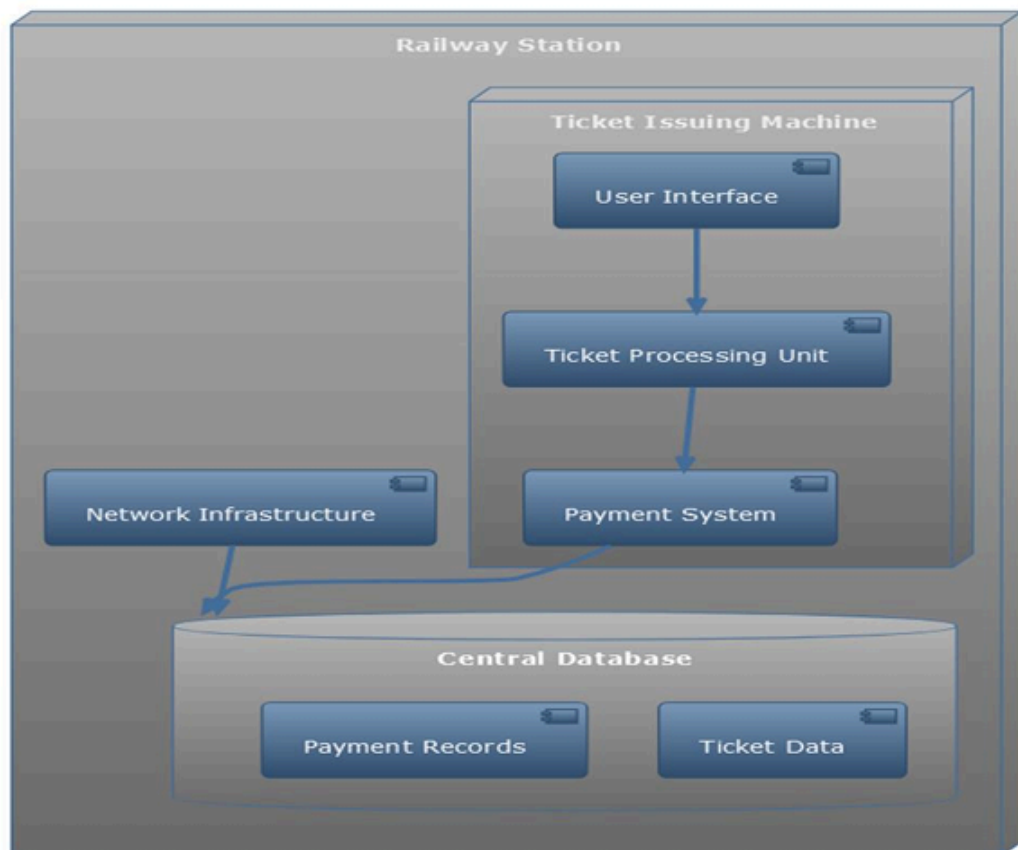 Railway Station
Ticket Issuing Machine
User Interface
Ticket Processing Unit
Network Infrastructure
Payment System
Central Database
Payment Records
Ticket Data